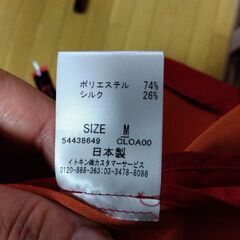 ポリエステル 74%
シルク 26%
SIZE M
54438649 CLOA00
日本製
イトキン㈱カスタマーサービス
0120-888-363:03-3478-8088